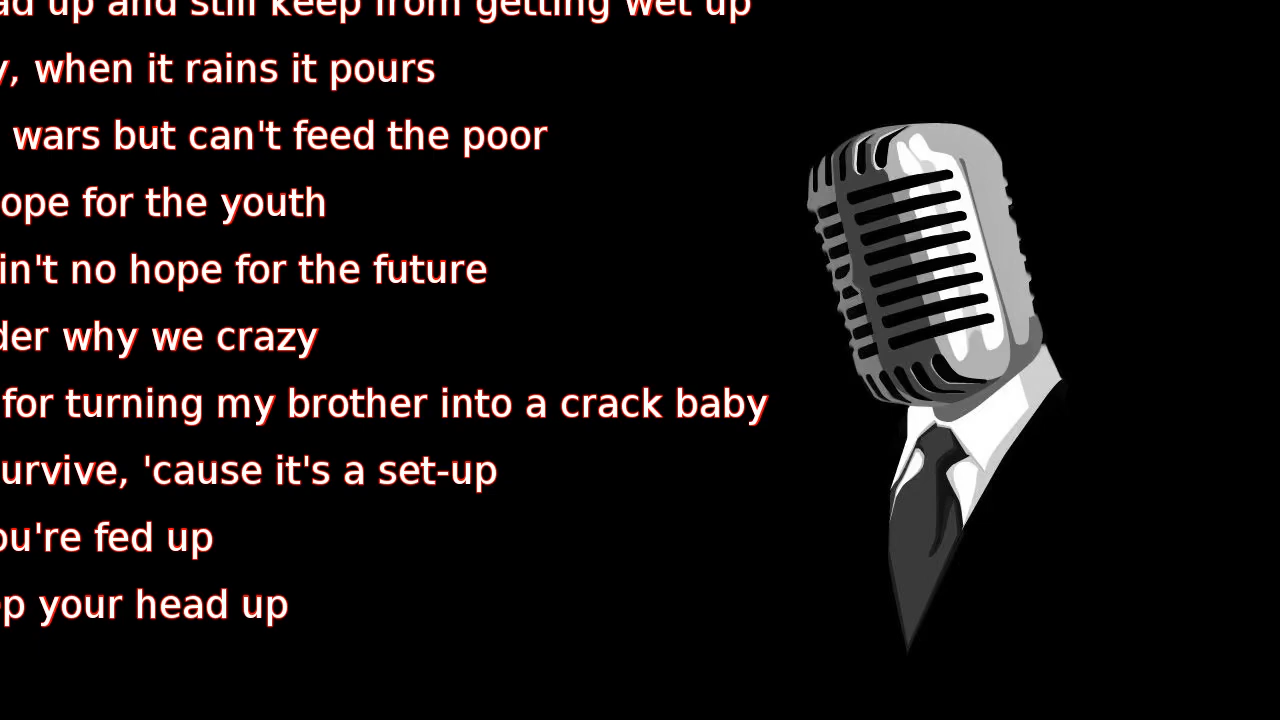 ad up and still keep from getting wet up
y, when it rains it pours
wars but can't feed the poor
ope for the youth
in't no hope for the future
der why we crazy
for turning my brother into a crack baby
urvive, 'cause it's a set-up
ou're fed up
p your head up